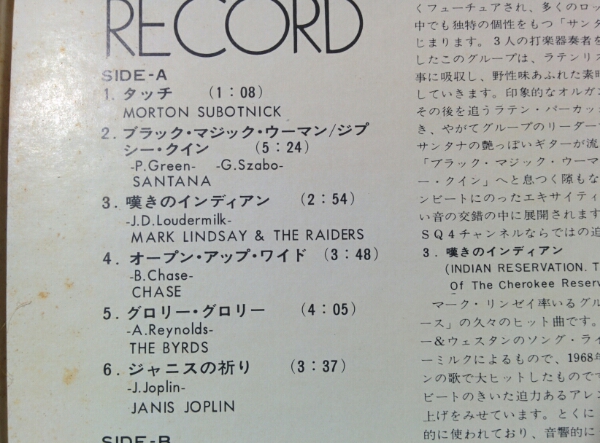 RECORD
SIDE-A
1. タッチ (1:08)
MORTON SUBOTNICK
2. ブラック・マジック・ウーマン/ジプ
シー・クイン (5:24)
-P.Green- -G.Szabo-
SANTANA
3. 嘆きのインディアン (2:54)
-J.D.Loudermilk-
MARK LINDSAY & THE RAIDERS
4. オープン・アップ・ワイド (3:48)
-B.Chase-
CHASE
5. グロリー・グロリー (4:05)
-A.Reynolds-
THE BYRDS
6. ジャニスの祈り (3:37)
-J.Joplin-
JANIS JOPLIN
SIDE-B
くフューチュアされ、多くのロッ
中でも独特の個性をもつ「サンタ
じまります。3人の打楽器奏者を
したこのグループは、ラテンリズ
事に吸収し、野性味あふれた素晴
していきます。印象的なオルガン
その後を追うラテン・パーカッ
き、やがてグループのリーダー
サンタナの艶っぽいギターが流
「ブラック・マジック・ウーマ
ー・クイン」へと息つく隙もな
ンビートにのったエキサイティ
い音の交錯の中に展開されます
SQ4チャンネルならではの迫
3. 嘆きのインディアン
(INDIAN RESERVATION. T
Of The Cherokee Reserv
マーク・リンゼイ率いるグル
ース」の久々のヒット曲です。
ー&ウェスタンのソング・ライ
ーミルクによるもので、1968年
ンの歌で大ヒットしたものです
ビートのきいた迫力あるアレン
上げをみせています。とくに
的に使われており、音響的に